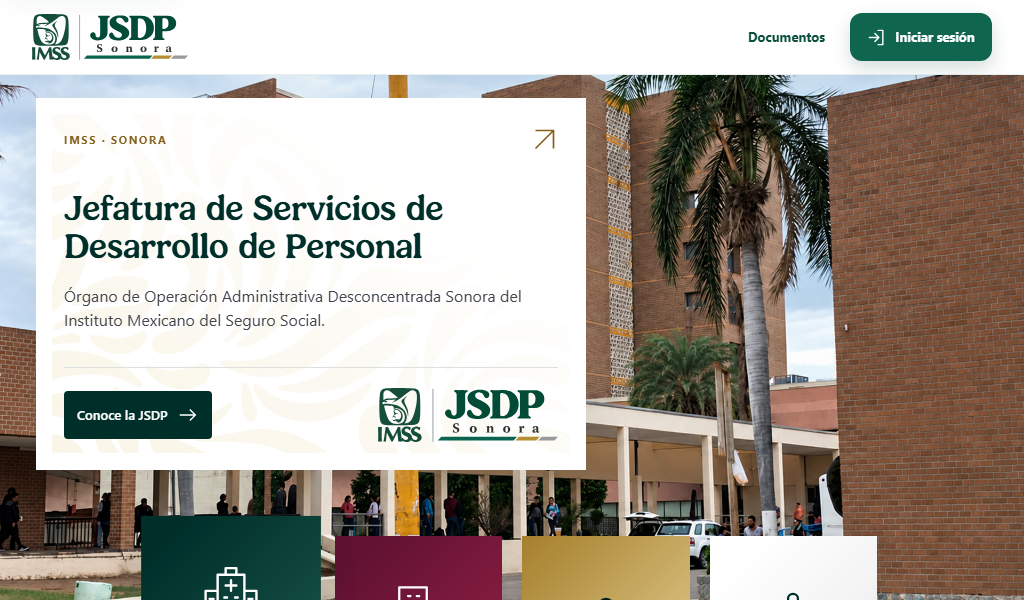 IMSS
JSDP
Sonora
Documentos
Iniciar sesión
IMSS · SONORA
Jefatura de Servicios de
Desarrollo de Personal
Órgano de Operación Administrativa Desconcentrada Sonora del
Instituto Mexicano del Seguro Social.
Conoce la JSDP
IMSS
JSDP
Sonora